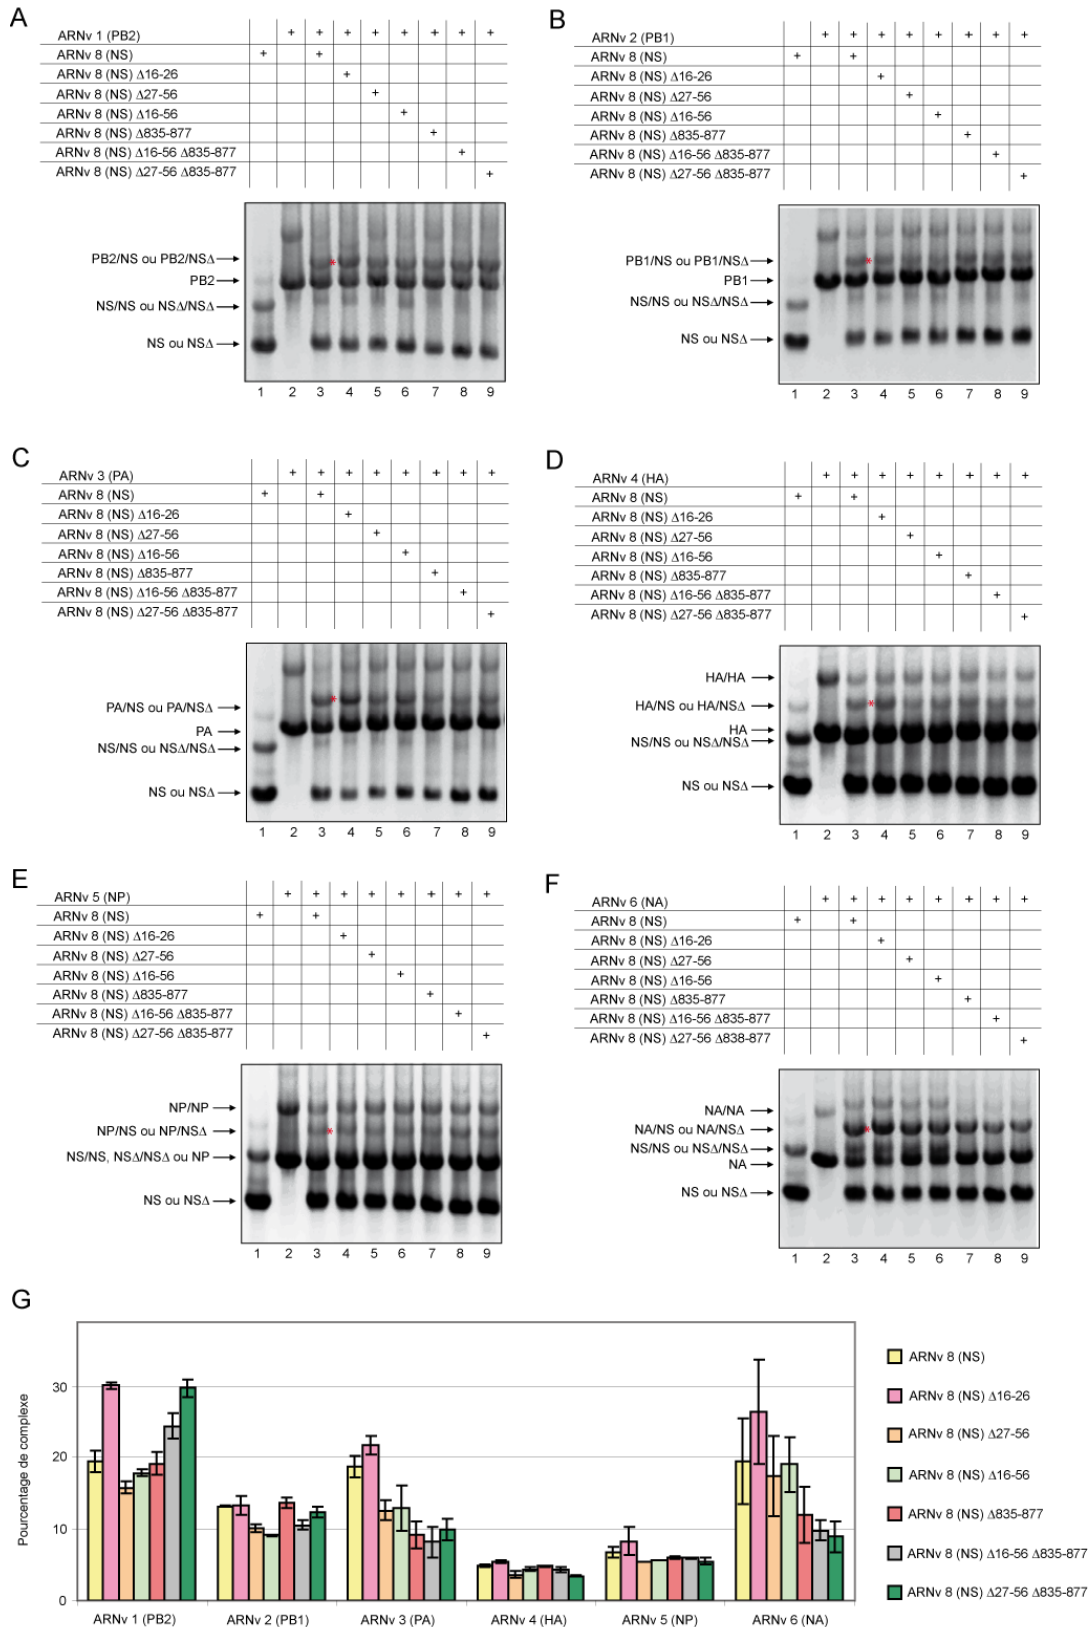 A
ARNv 1 (PB2) + + + + + + + +
ARNv 8 (NS) + +
ARNv 8 (NS) Δ16-26 +
ARNv 8 (NS) Δ27-56 +
ARNv 8 (NS) Δ16-56 +
ARNv 8 (NS) Δ835-877 +
ARNv 8 (NS) Δ16-56 Δ835-877 +
ARNv 8 (NS) Δ27-56 Δ835-877 +
PB2/NS ou PB2/NSΔ
*
PB2
NS/NS ou NSΔ/NSΔ
NS ou NSΔ
1 2 3 4 5 6 7 8 9
B
ARNv 2 (PB1) + + + + + + + +
ARNv 8 (NS) + +
ARNv 8 (NS) Δ16-26 +
ARNv 8 (NS) Δ27-56 +
ARNv 8 (NS) Δ16-56 +
ARNv 8 (NS) Δ835-877 +
ARNv 8 (NS) Δ16-56 Δ835-877 +
ARNv 8 (NS) Δ27-56 Δ835-877 +
PB1/NS ou PB1/NSΔ
*
PB1
NS/NS ou NSΔ/NSΔ
NS ou NSΔ
1 2 3 4 5 6 7 8 9
C
ARNv 3 (PA) + + + + + + + +
ARNv 8 (NS) + +
ARNv 8 (NS) Δ16-26 +
ARNv 8 (NS) Δ27-56 +
ARNv 8 (NS) Δ16-56 +
ARNv 8 (NS) Δ835-877 +
ARNv 8 (NS) Δ16-56 Δ835-877 +
ARNv 8 (NS) Δ27-56 Δ835-877 +
PA/NS ou PA/NSΔ
*
PA
NS/NS ou NSΔ/NSΔ
NS ou NSΔ
1 2 3 4 5 6 7 8 9
D
ARNv 4 (HA) + + + + + + + +
ARNv 8 (NS) + +
ARNv 8 (NS) Δ16-26 +
ARNv 8 (NS) Δ27-56 +
ARNv 8 (NS) Δ16-56 +
ARNv 8 (NS) Δ835-877 +
ARNv 8 (NS) Δ16-56 Δ835-877 +
ARNv 8 (NS) Δ27-56 Δ835-877 +
HA/HA
HA/NS ou HA/NSΔ
*
HA
NS/NS ou NSΔ/NSΔ
NS ou NSΔ
1 2 3 4 5 6 7 8 9
E
ARNv 5 (NP) + + + + + + + +
ARNv 8 (NS) + +
ARNv 8 (NS) Δ16-26 +
ARNv 8 (NS) Δ27-56 +
ARNv 8 (NS) Δ16-56 +
ARNv 8 (NS) Δ835-877 +
ARNv 8 (NS) Δ16-56 Δ835-877 +
ARNv 8 (NS) Δ27-56 Δ835-877 +
NP/NP
NP/NS ou NP/NSΔ
*
NS/NS, NSΔ/NSΔ ou NP
NS ou NSΔ
1 2 3 4 5 6 7 8 9
F
ARNv 6 (NA) + + + + + + + +
ARNv 8 (NS) + +
ARNv 8 (NS) Δ16-26 +
ARNv 8 (NS) Δ27-56 +
ARNv 8 (NS) Δ16-56 +
ARNv 8 (NS) Δ835-877 +
ARNv 8 (NS) Δ16-56 Δ835-877 +
ARNv 8 (NS) Δ27-56 Δ838-877 +
NA/NA
NA/NS ou NA/NSΔ
*
NS/NS ou NSΔ/NSΔ
NA
NS ou NSΔ
1 2 3 4 5 6 7 8 9
G
Pourcentage de complexe
30
20
10
0
ARNv 1 (PB2) ARNv 2 (PB1) ARNv 3 (PA) ARNv 4 (HA) ARNv 5 (NP) ARNv 6 (NA)
ARNv 8 (NS)
ARNv 8 (NS) Δ16-26
ARNv 8 (NS) Δ27-56
ARNv 8 (NS) Δ16-56
ARNv 8 (NS) Δ835-877
ARNv 8 (NS) Δ16-56 Δ835-877
ARNv 8 (NS) Δ27-56 Δ835-877